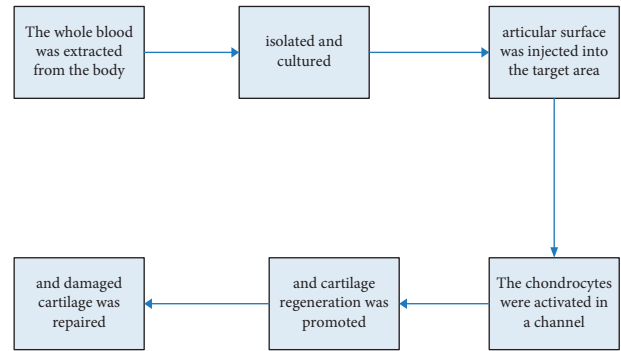 The whole blood
was extracted
from the body
isolated and
cultured
articular surface
was injected into
the target area
The chondrocytes
were activated in
a channel
and cartilage
regeneration was
promoted
and damaged
cartilage was
repaired